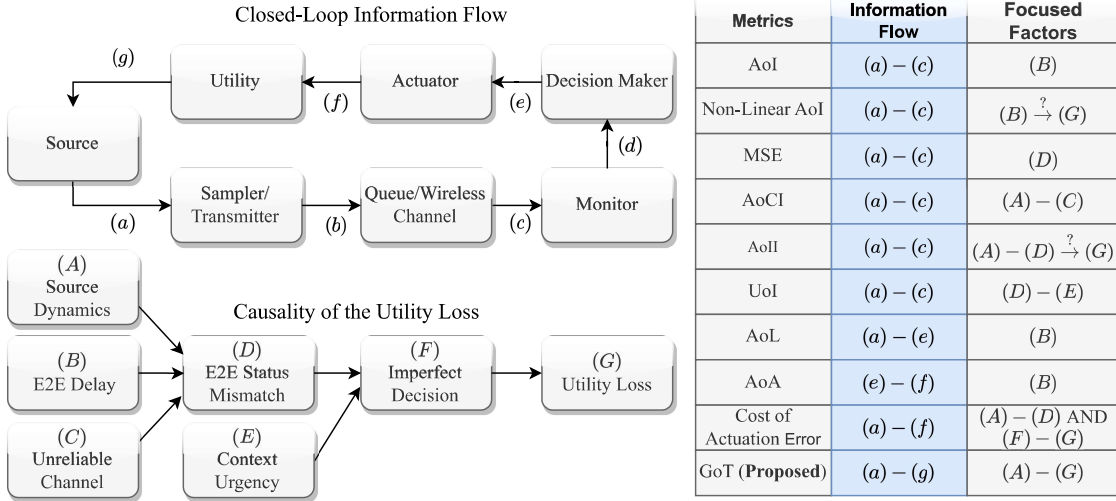 Closed-Loop Information Flow
(g)
Utility
(f)
Actuator
(e)
Decision Maker
Source
(d)
(a)
Sampler/
Transmitter
(b)
Queue/Wireless
Channel
(c)
Monitor
(A)
Source
Dynamics
Causality of the Utility Loss
(B)
E2E Delay
(D)
E2E Status
Mismatch
(F)
Imperfect
Decision
(G)
Utility Loss
(C)
Unreliable
Channel
(E)
Context
Urgency
Metrics Information Flow Focused Factors
AoI (a) − (c) (B)
Non-Linear AoI (a) − (c) (B) →? (G)
MSE (a) − (c) (D)
AoCI (a) − (c) (A) − (C)
AoII (a) − (c) (A) − (D) →? (G)
UoI (a) − (c) (D) − (E)
AoL (a) − (e) (B)
AoA (e) − (f) (B)
Cost of Actuation Error (a) − (f) (A) − (D) AND (F) − (G)
GoT (Proposed) (a) − (g) (A) − (G)